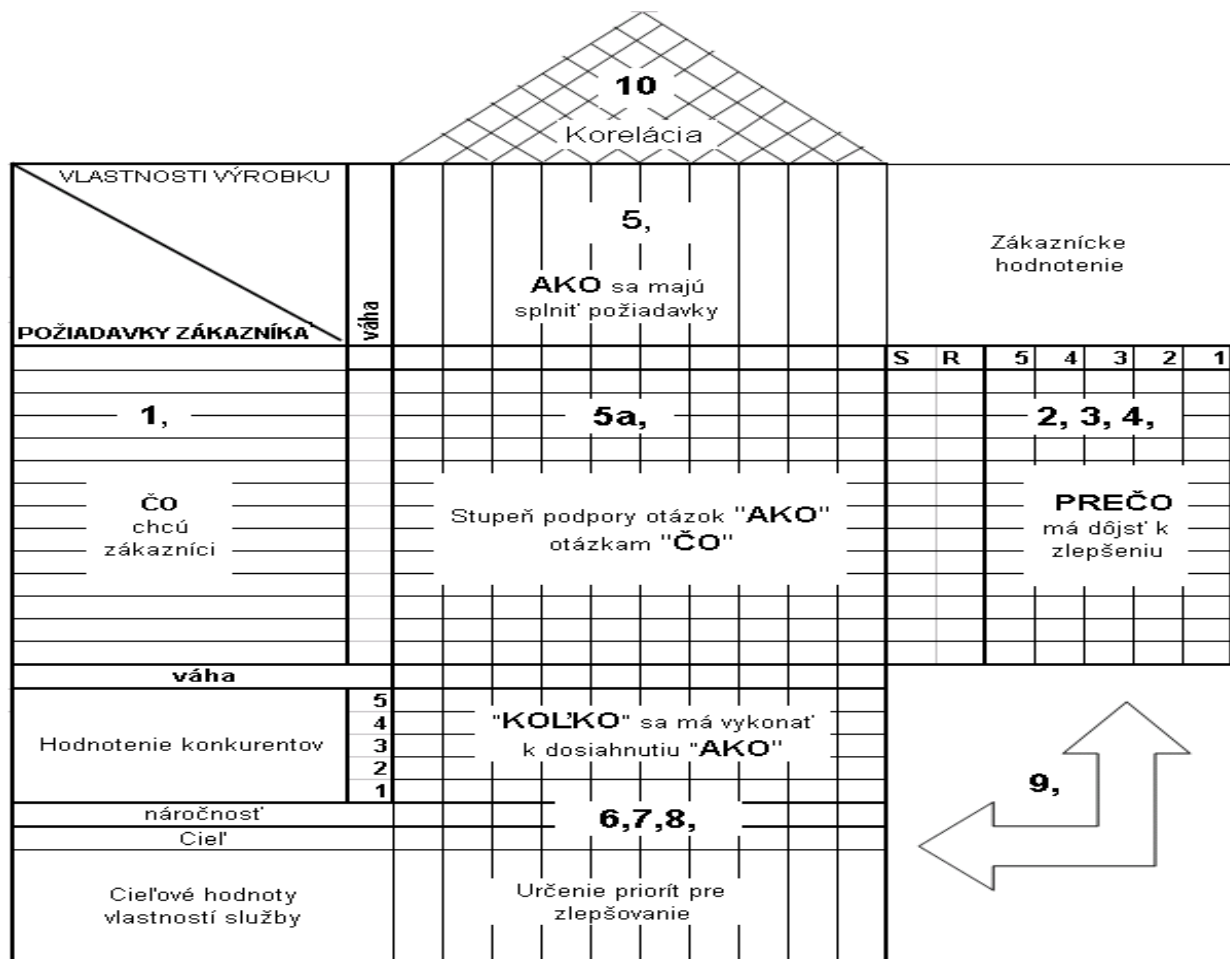 10
Korelácia
VLASTNOSTI VÝROBKU
POŽIADAVKY ZÁKAZNÍKA
váha
5,
AKO sa majú
splniť požiadavky
Zákaznícke
hodnotenie
S R 5 4 3 2 1
1,
ČO
chcú
zákazníci
5a,
Stupeň podpory otázok "AKO"
otázkam "ČO"
2, 3, 4,
PREČO
má dôjsť k
zlepšeniu
váha
Hodnotenie konkurentov
5
4
3
2
1
"KOĽKO" sa má vykonať
k dosiahnutiu "AKO"
náročnosť
Cieľ
6,7,8,
9,
Cieľové hodnoty
vlastností služby
Určenie priorít pre
zlepšovanie